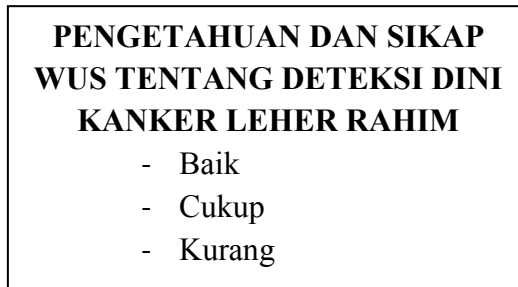 PENGETAHUAN DAN SIKAP
WUS TENTANG DETEKSI DINI
KANKER LEHER RAHIM
- Baik
- Cukup
- Kurang